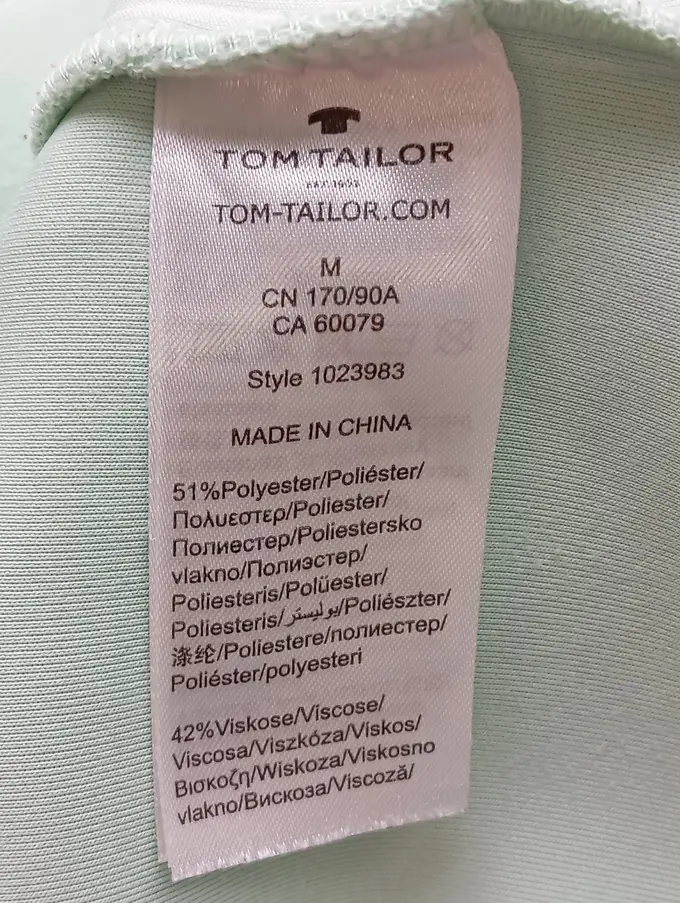 TOM TAILOR
EST. 1962
TOM-TAILOR.COM
M
CN 170/90A
CA 60079
Style 1023983
MADE IN CHINA
51%Polyester/Poliéster/
Πολυεστερ/Poliester/
Полиестер/Poliestersko
vlakno/Полиэстер/
Poliesteris/Polüester/
Poliesteris/بوليستر/Poliészter/
涤纶/Poliestere/полиестер/
Poliéster/polyesteri
42%Viskose/Viscose/
Viscosa/Viszkóza/Viskos/
Βισκοζη/Wiskoza/Viskosno
vlakno/Вискоза/Viscoză/